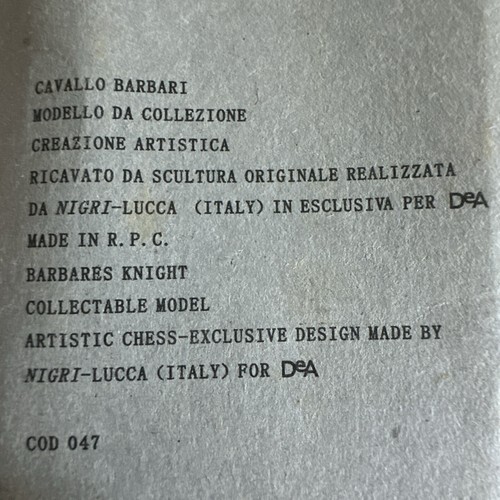 CAVALLO BARBARI
MODELLO DA COLLEZIONE
CREAZIONE ARTISTICA
RICAVATO DA SCULTURA ORIGINALE REALIZZATA
DA NIGRI-LUCCA (ITALY) IN ESCLUSIVA PER DeA
MADE IN R.P.C.
BARBARES KNIGHT
COLLECTABLE MODEL
ARTISTIC CHESS-EXCLUSIVE DESIGN MADE BY
NIGRI-LUCCA (ITALY) FOR DeA
COD 047